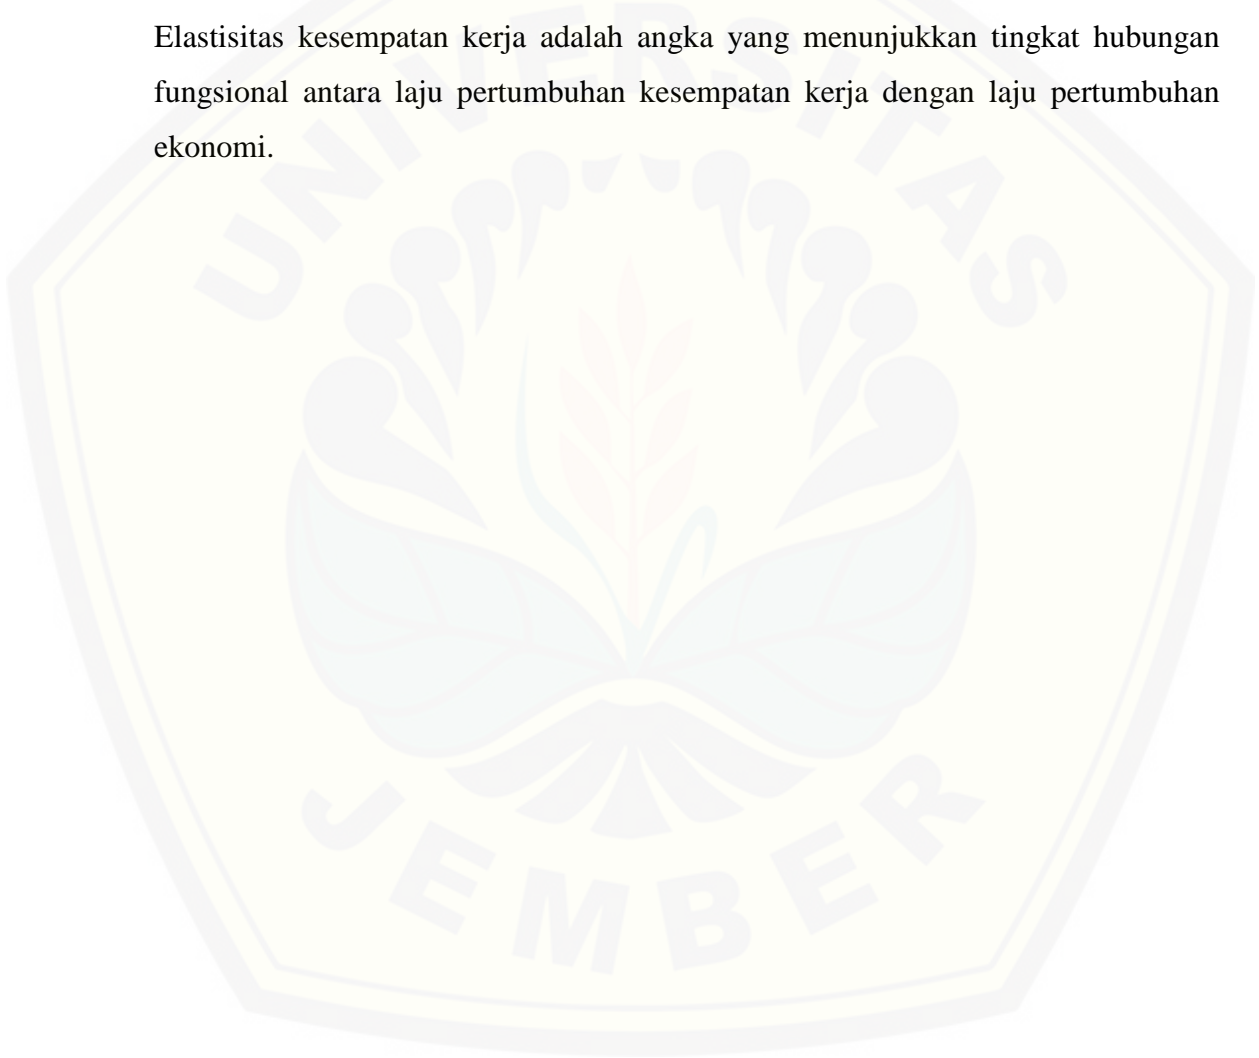 Elastisitas kesempatan kerja adalah angka yang menunjukkan tingkat hubungan
fungsional antara laju pertumbuhan kesempatan kerja dengan laju pertumbuhan
ekonomi.
UNIVERSITAS
JEMBER